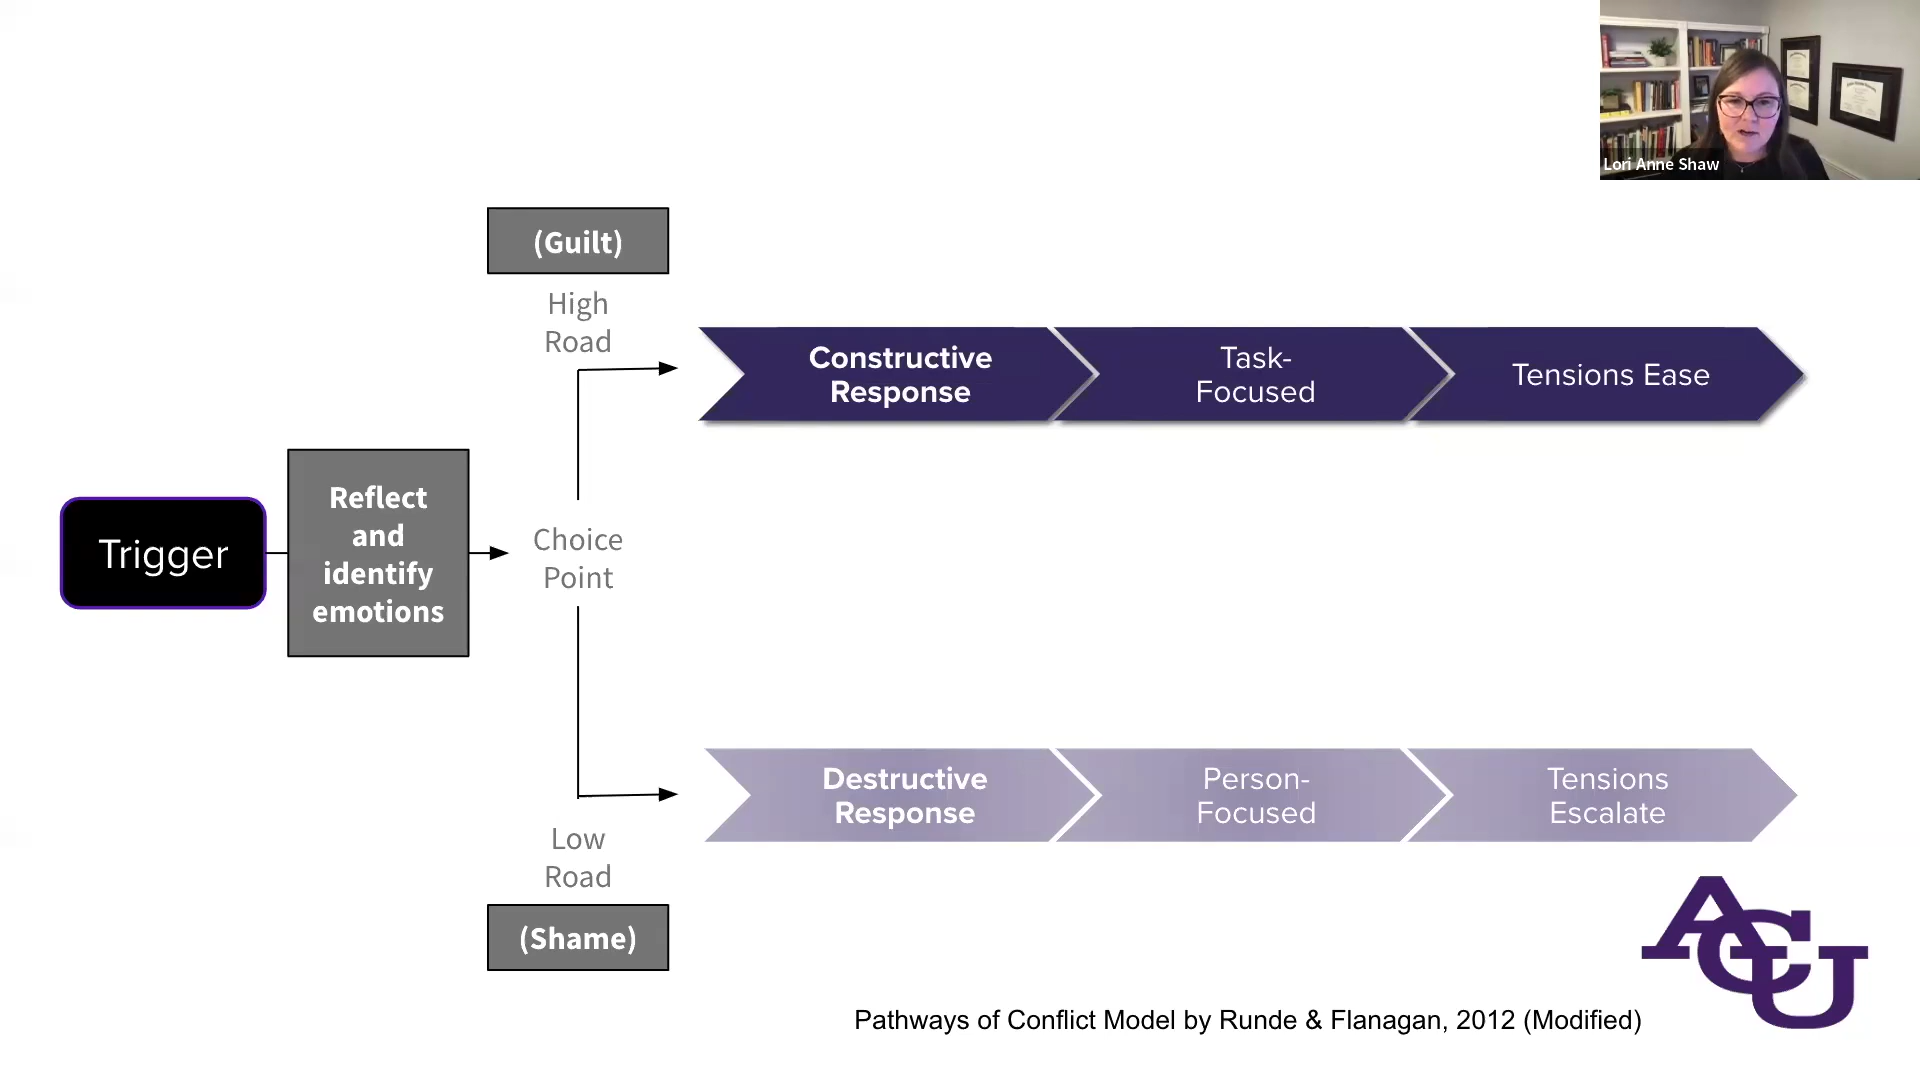 Lori Anne Shaw
(Guilt)
High
Road
Constructive
Response
Task-
Focused
Tensions Ease
Trigger
Reflect
and
identify
emotions
Choice
Point
Destructive
Response
Person-
Focused
Tensions
Escalate
Low
Road
(Shame)
ACU
Pathways of Conflict Model by Runde & Flanagan, 2012 (Modified)